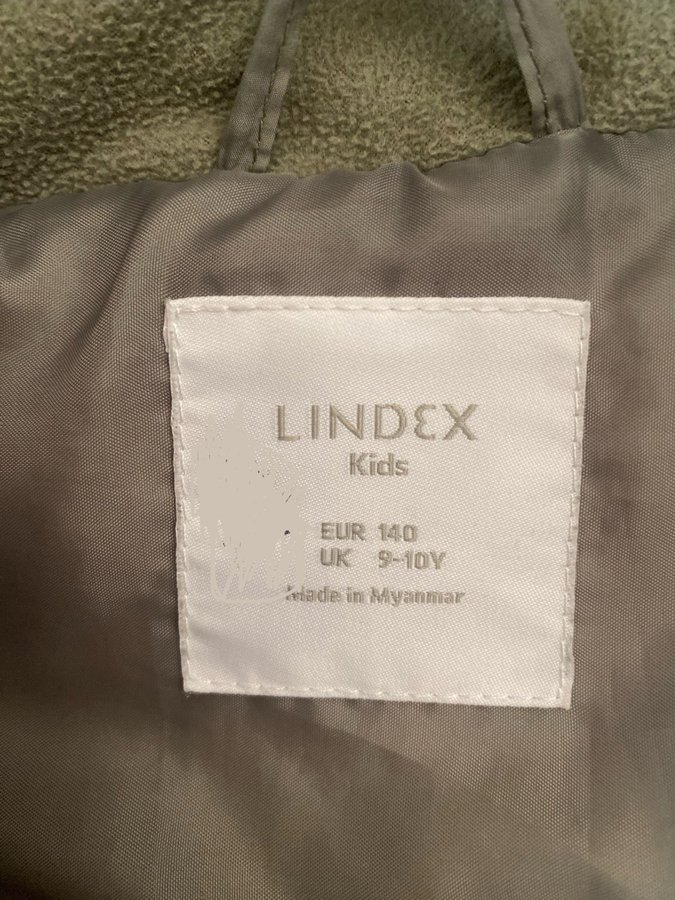 LINDEX
Kids
EUR 140
UK 9-10Y
Made in Myanmar